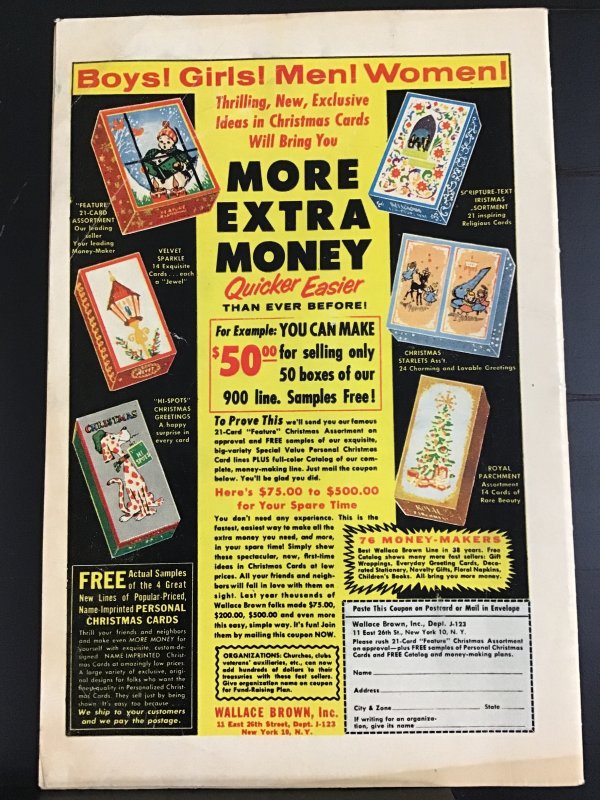 Boys! Girls! Men! Women!
Thrilling, New, Exclusive
Ideas in Christmas Cards
Will Bring You
MORE
EXTRA
MONEY
Quicker Easier
THAN EVER BEFORE!
For Example: YOU CAN MAKE
$50.00 for selling only
50 boxes of our
900 line. Samples Free!
To Prove This we'll send you our famous
21-Card "Feature" Christmas Assortment on
approval and FREE samples of our exquisite,
big-variety Special Value Personal Christmas
Card lines PLUS full-color Catalog of our com-
plete, money-making line. Just mail the coupon
below. You'll be glad you did.
Here's $75.00 to $500.00
for Your Spare Time
You don't need any experience. This is the
fastest, easiest way to make all the
extra money you need, and more,
in your spare time! Simply show
these spectacular, new, first-time
ideas in Christmas Cards at low
prices. All your friends and neigh-
bors will fall in love with them on
sight. Last year thousands of
Wallace Brown folks made $75.00,
$200.00, $500.00 and even more
this easy, simple way. It's fun! Join
them by mailing this coupon NOW.
ORGANIZATIONS: Churches, clubs
veterans' auxiliaries, etc., can now
add hundreds of dollars to their
treasuries with these fast sellers.
Give organization name on coupon
for Fund-Raising Plan.
WALLACE BROWN, Inc.
11 East 26th Street, Dept. J-123
New York 10, N.Y.
"FEATURE"
21-CARD
ASSORTMENT
Our leading
seller
Your leading
Money-Maker
VELVET
SPARKLE
14 Exquisite
Cards . . . each
a "Jewel"
"HI-SPOTS"
CHRISTMAS
GREETINGS
A happy
surprise in
every card
CHRISTMAS
HI
SPOTS
FREE Actual Samples
of the 4 Great
New Lines of Popular-Priced,
Name-Imprinted PERSONAL
CHRISTMAS CARDS
Thrill your friends and neighbors
and make even MORE MONEY for
yourself with exquisite, custom-de-
signed NAME IMPRINTED Christ-
mas Cards at amazingly low prices.
A large variety of exclusive, origi-
nal designs for folks who want the
finest quality in Personalized Christ-
mas Cards. They sell just by being
shown. It's easy too because . . .
We ship to your customers
and we pay the postage.
SCRIPTURE-TEXT
RISTMAS
SORTMENT
21 inspiring
Religious Cards
CHRISTMAS
STARLETS Ass't.
24 Charming and Lovable Greetings
ROYAL
PARCHMENT
Assortment
14 Cards of
Rare Beauty
ROYAL
76 MONEY-MAKERS
Best Wallace Brown Line in 38 years. Free
Catalog shows many more fast sellers: Gift
Wrappings, Everyday Greeting Cards, Deco-
rated Stationery, Novelty Gifts, Floral Napkins,
Children's Books. All bring you more money.
Paste This Coupon on Postcard or Mail in Envelope
Wallace Brown, Inc., Dept. J-123
11 East 26th St., New York 10, N. Y.
Please rush 21-Card "Feature" Christmas Assortment
on approval—plus FREE samples of Personal Christmas
Cards and FREE Catalog and money-making plans.
Name
Address
City & Zone State
If writing for an organiza-
tion, give its name